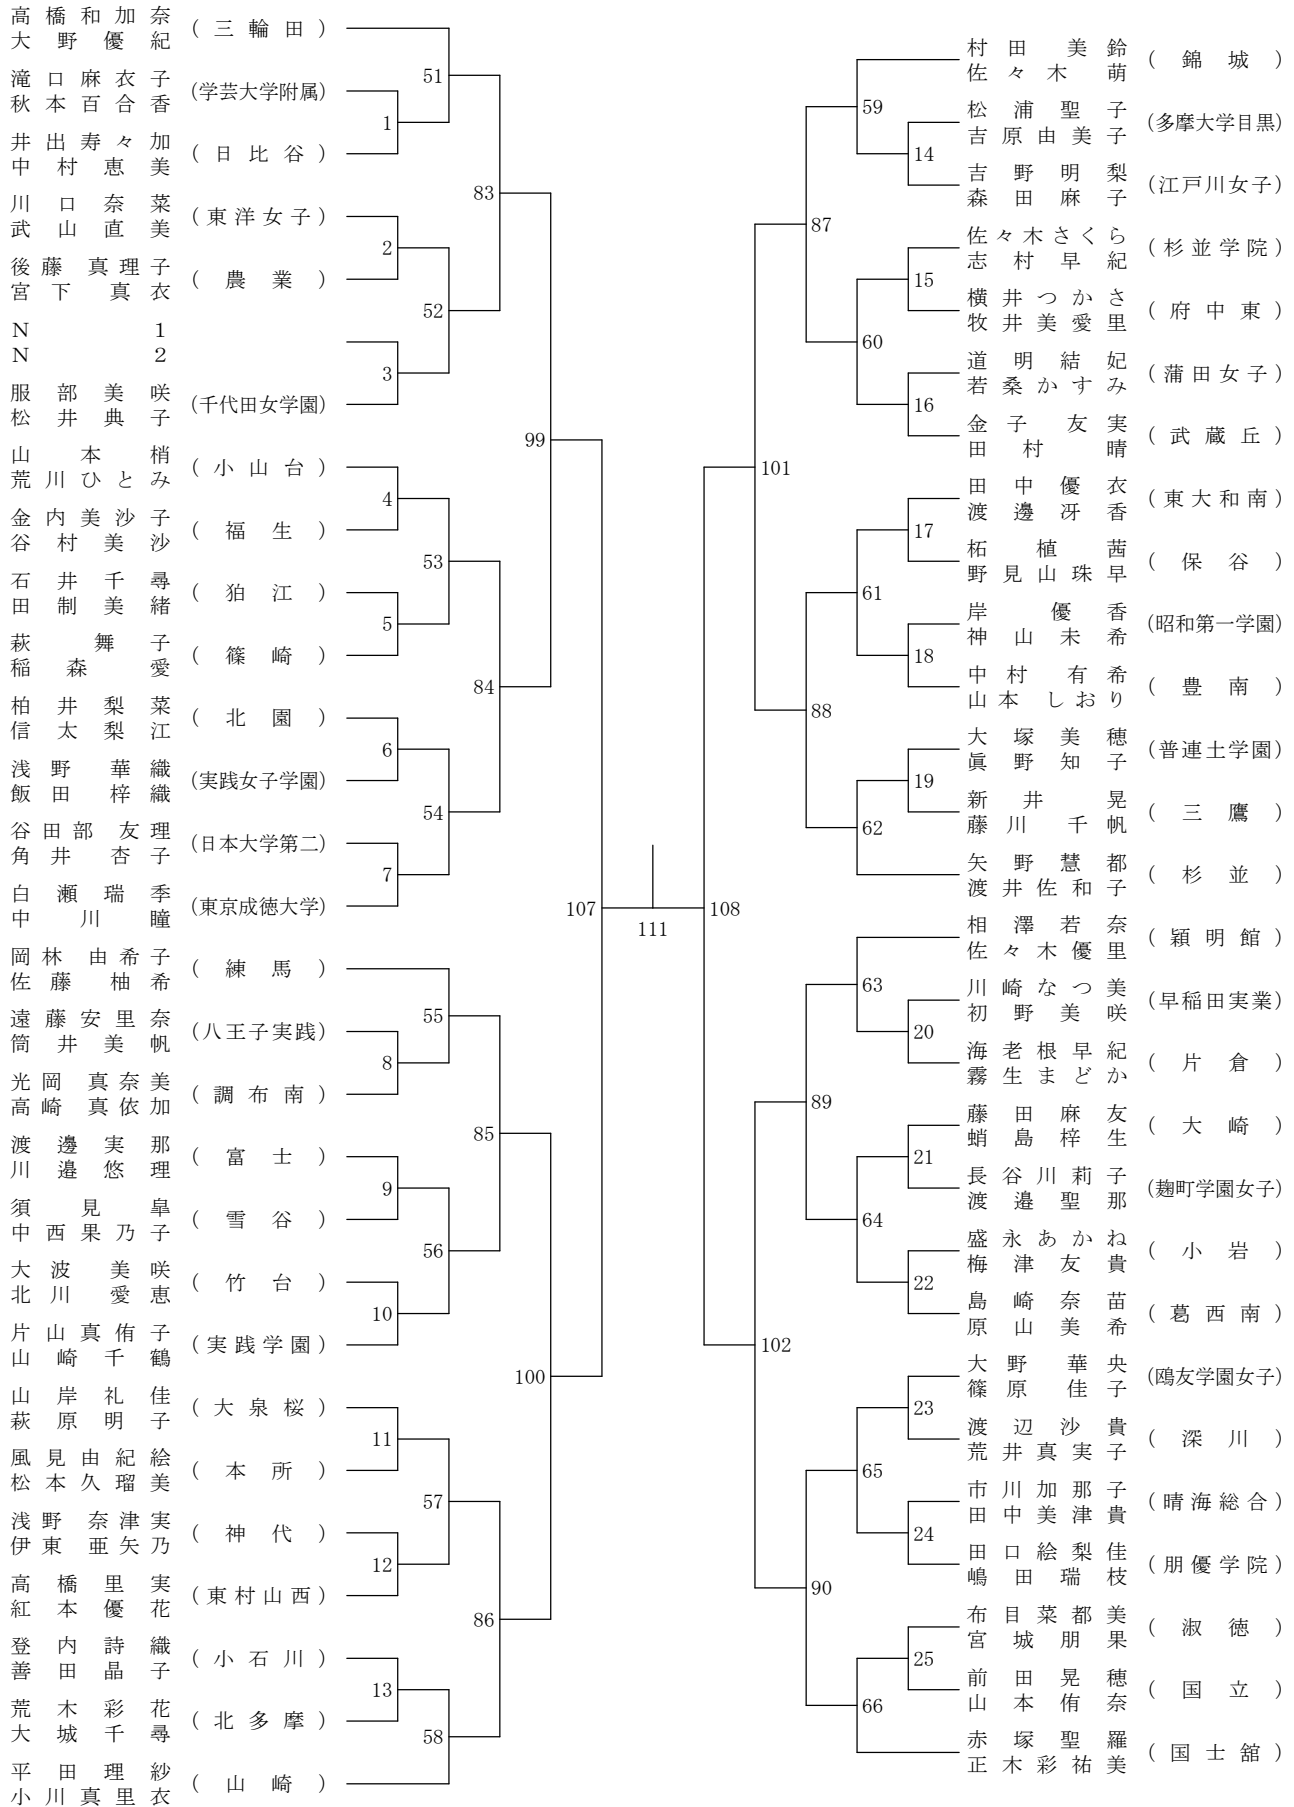 高橋和加奈
大野優紀
(三輪田)
滝口麻衣子
秋本百合香
(学芸大学附属)
井出寿々加
中村恵美
(日比谷)
川口奈菜
武山直美
(東洋女子)
後藤真理子
宮下真衣
(農業)
N 1
N 2
服部美咲
松井典子
(千代田女学園)
山本梢
荒川ひとみ
(小山台)
金内美沙子
谷村美沙
(福生)
石井千尋
田制美緒
(狛江)
萩舞子
稲森愛
(篠崎)
柏井梨菜
信太梨江
(北園)
浅野華織
飯田梓織
(実践女子学園)
谷田部友理
角井杏子
(日本大学第二)
白瀬瑞季
中川瞳
(東京成徳大学)
岡林由希子
佐藤柚希
(練馬)
遠藤安里奈
筒井美帆
(八王子実践)
光岡真奈美
高崎真依加
(調布南)
渡邊実那
川邉悠理
(富士)
須見皐
中西果乃子
(雪谷)
大波美咲
北川愛恵
(竹台)
片山真侑子
山崎千鶴
(実践学園)
山岸礼佳
萩原明子
(大泉桜)
風見由紀絵
松本久瑠美
(本所)
浅野奈津実
伊東亜矢乃
(神代)
高橋里実
紅本優花
(東村山西)
登内詩織
善田晶子
(小石川)
荒木彩花
大城千尋
(北多摩)
平田理紗
小川真里衣
(山崎)
1
2
3
4
5
6
7
8
9
10
11
12
13
51
52
53
54
55
56
57
58
83
84
85
86
99
100
107
111
108
101
102
87
88
89
90
59
60
61
62
63
64
65
66
14
15
16
17
18
19
20
21
22
23
24
25
村田美鈴
佐々木萌
(錦城)
松浦聖子
吉原由美子
(多摩大学目黒)
吉野明梨
森田麻子
(江戸川女子)
佐々木さくら
志村早紀
(杉並学院)
横井つかさ
牧井美愛里
(府中東)
道明結妃
若桑かすみ
(蒲田女子)
金子友実
田村晴
(武蔵丘)
田中優衣
渡邊冴香
(東大和南)
柘植茜
野見山珠早
(保谷)
岸優香
神山未希
(昭和第一学園)
中村有希
山本しおり
(豊南)
大塚美穂
眞野知子
(普連土学園)
新井晃
藤川千帆
(三鷹)
矢野慧都
渡井佐和子
(杉並)
相澤若奈
佐々木優里
(穎明館)
川崎なつ美
初野美咲
(早稲田実業)
海老根早紀
霧生まどか
(片倉)
藤田麻友
蛸島梓生
(大崎)
長谷川莉子
渡邉聖那
(麹町学園女子)
盛永あかね
梅津友貴
(小岩)
島崎奈苗
原山美希
(葛西南)
大野華央
篠原佳子
(鴎友学園女子)
渡辺沙貴
荒井真実子
(深川)
市川加那子
田中美津貴
(晴海総合)
田口絵梨佳
嶋田瑞枝
(朋優学院)
布目菜都美
宮城朋果
(淑徳)
前田晃穂
山本侑奈
(国立)
赤塚聖羅
正木彩祐美
(国士舘)